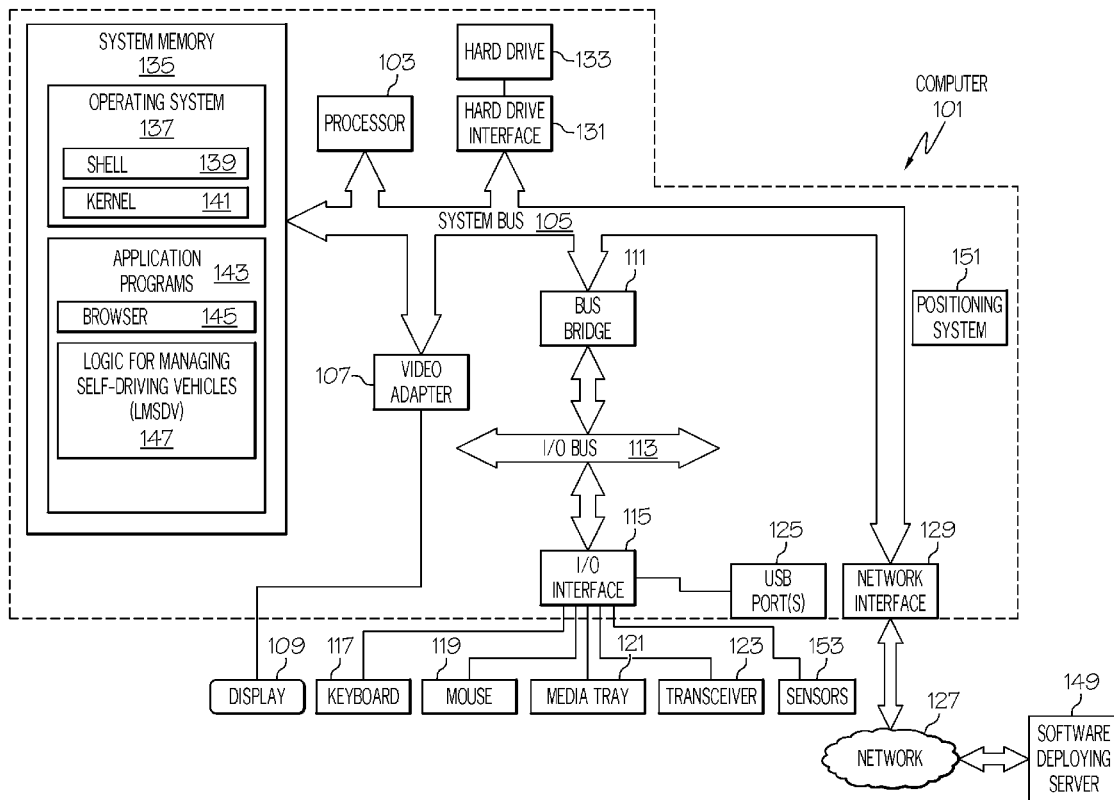 SYSTEM MEMORY
135
OPERATING SYSTEM
137
SHELL 139
KERNEL 141
APPLICATION
PROGRAMS 143
BROWSER 145
LOGIC FOR MANAGING
SELF-DRIVING VEHICLES
(LMSDV)
147
103
PROCESSOR
HARD DRIVE
133
HARD DRIVE
INTERFACE
131
COMPUTER
101
SYSTEM BUS 105
111
BUS
BRIDGE
151
POSITIONING
SYSTEM
107
VIDEO
ADAPTER
I/O BUS 113
115
I/O
INTERFACE
125
USB
PORT(S)
129
NETWORK
INTERFACE
109
DISPLAY
117
KEYBOARD
119
MOUSE
121
MEDIA TRAY
123
TRANSCEIVER
153
SENSORS
127
NETWORK
149
SOFTWARE
DEPLOYING
SERVER